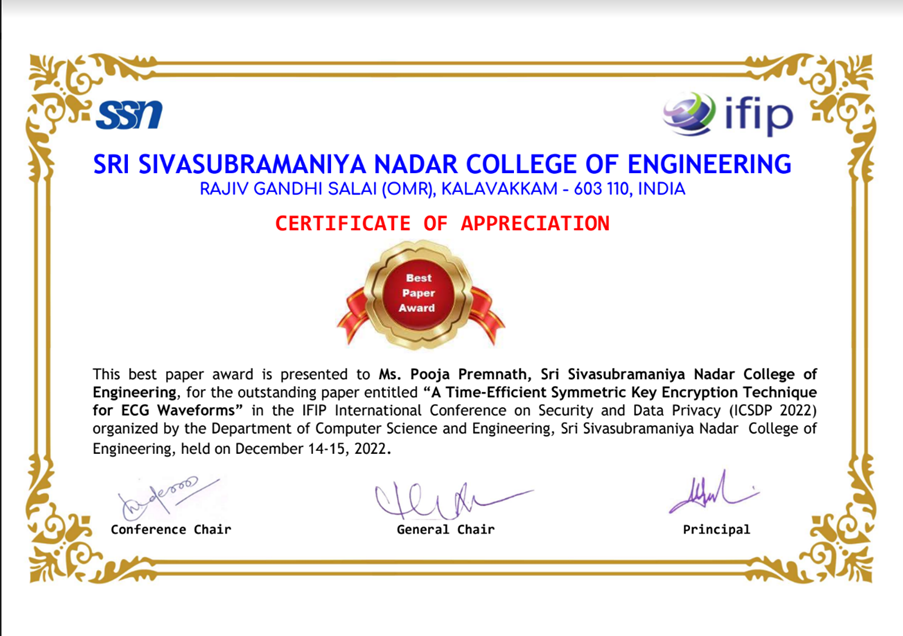 ssn
ifip
SRI SIVASUBRAMANIYA NADAR COLLEGE OF ENGINEERING
RAJIV GANDHI SALAI (OMR), KALAVAKKAM - 603 110, INDIA
CERTIFICATE OF APPRECIATION
Best
Paper
Award
This best paper award is presented to Ms. Pooja Premnath, Sri Sivasubramaniya Nadar College of
Engineering, for the outstanding paper entitled “A Time-Efficient Symmetric Key Encryption Technique
for ECG Waveforms” in the IFIP International Conference on Security and Data Privacy (ICSDP 2022)
organized by the Department of Computer Science and Engineering, Sri Sivasubramaniya Nadar College of
Engineering, held on December 14-15, 2022.
Conference Chair
General Chair
Principal